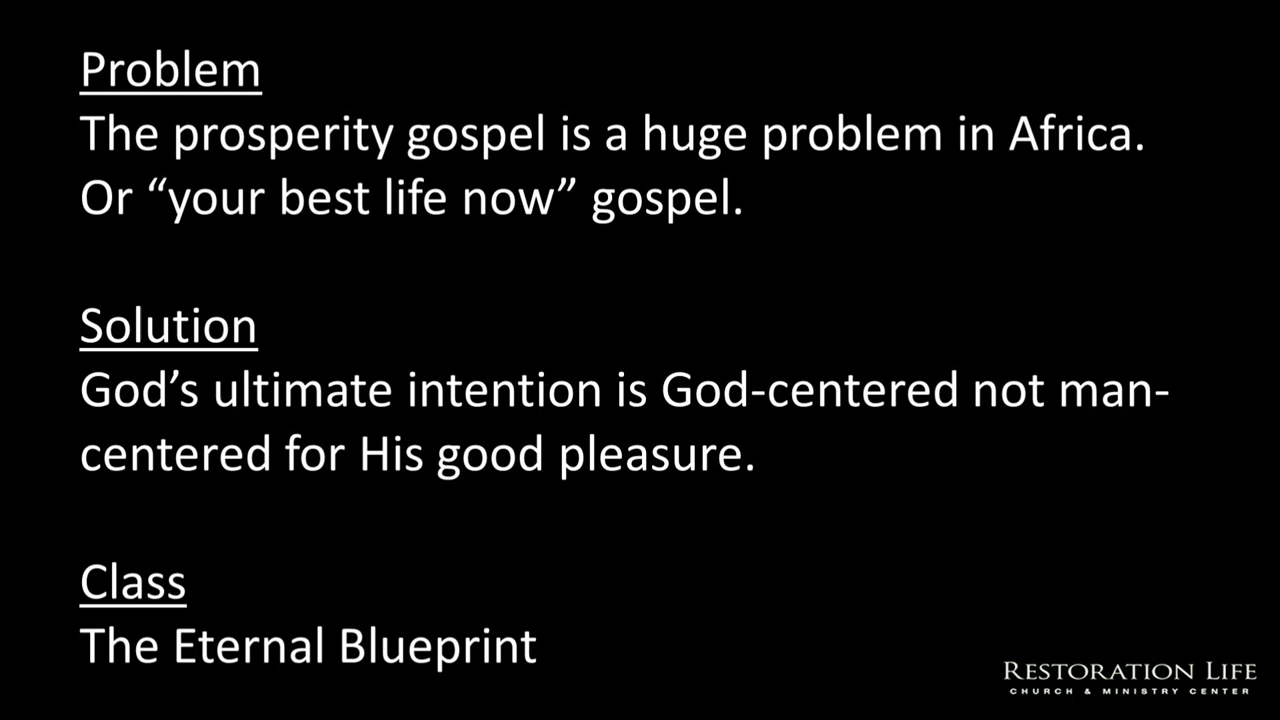 Problem
The prosperity gospel is a huge problem in Africa.
Or “your best life now” gospel.
Solution
God’s ultimate intention is God-centered not man-
centered for His good pleasure.
Class
The Eternal Blueprint
RESTORATION LIFE
CHURCH & MINISTRY CENTER